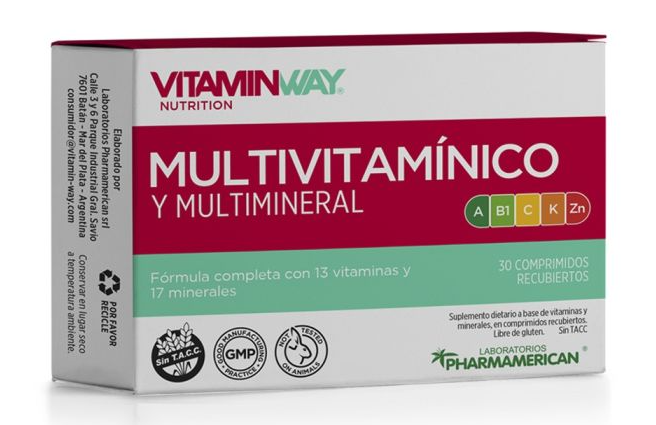 VITAMINWAY®
NUTRITION
MULTIVITAMÍNICO
Y MULTIMINERAL
A B1 C K Zn
Fórmula completa con 13 vitaminas y
17 minerales
30 COMPRIMIDOS
RECUBIERTOS
Suplemento dietario a base de vitaminas y
minerales, en comprimidos recubiertos.
Libre de gluten. Sin TACC
Sin T.A.C.C.
GOOD MANUFACTURING
GMP
PRACTICE
NOT TESTED
ON ANIMALS
LABORATORIOS
PHARMAMERICAN®
Elaborado por
Laboratorios Pharmamerican srl
Calle 3 y 6 Parque Industrial Gral. Savio
7601 Batán - Mar del Plata - Argentina
consumidor@vitamin-way.com
POR FAVOR
RECICLE
Conservar en lugar seco
a temperatura ambiente.